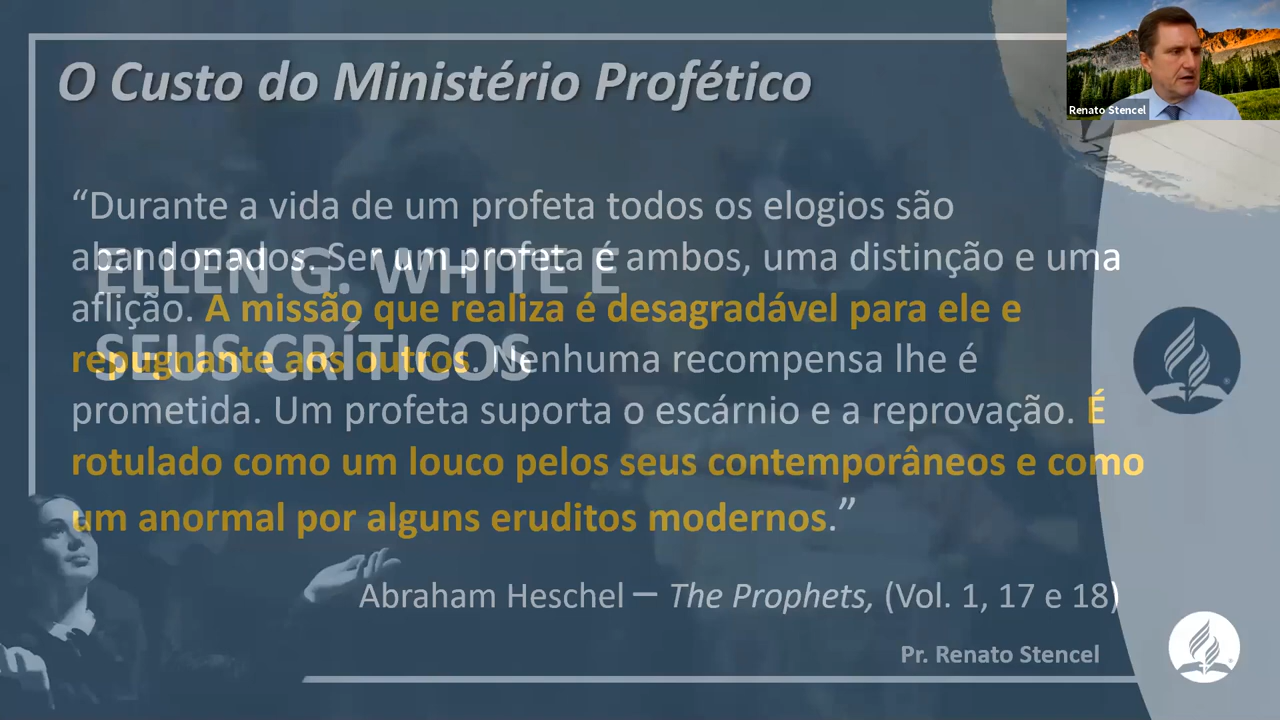 O Custo do Ministério Profético
Renato Stencel
“Durante a vida de um profeta todos os elogios são
abandonados. Ser um profeta é ambos, uma distinção e uma
aflição. A missão que realiza é desagradável para ele e
repugnante aos outros. Nenhuma recompensa lhe é
prometida. Um profeta suporta o escárnio e a reprovação. É
rotulado como um louco pelos seus contemporâneos e como
um anormal por alguns eruditos modernos.”
ELLEN G. WHITE E
SEUS CRÍTICOS
Abraham Heschel – The Prophets, (Vol. 1, 17 e 18)
Pr. Renato Stencel